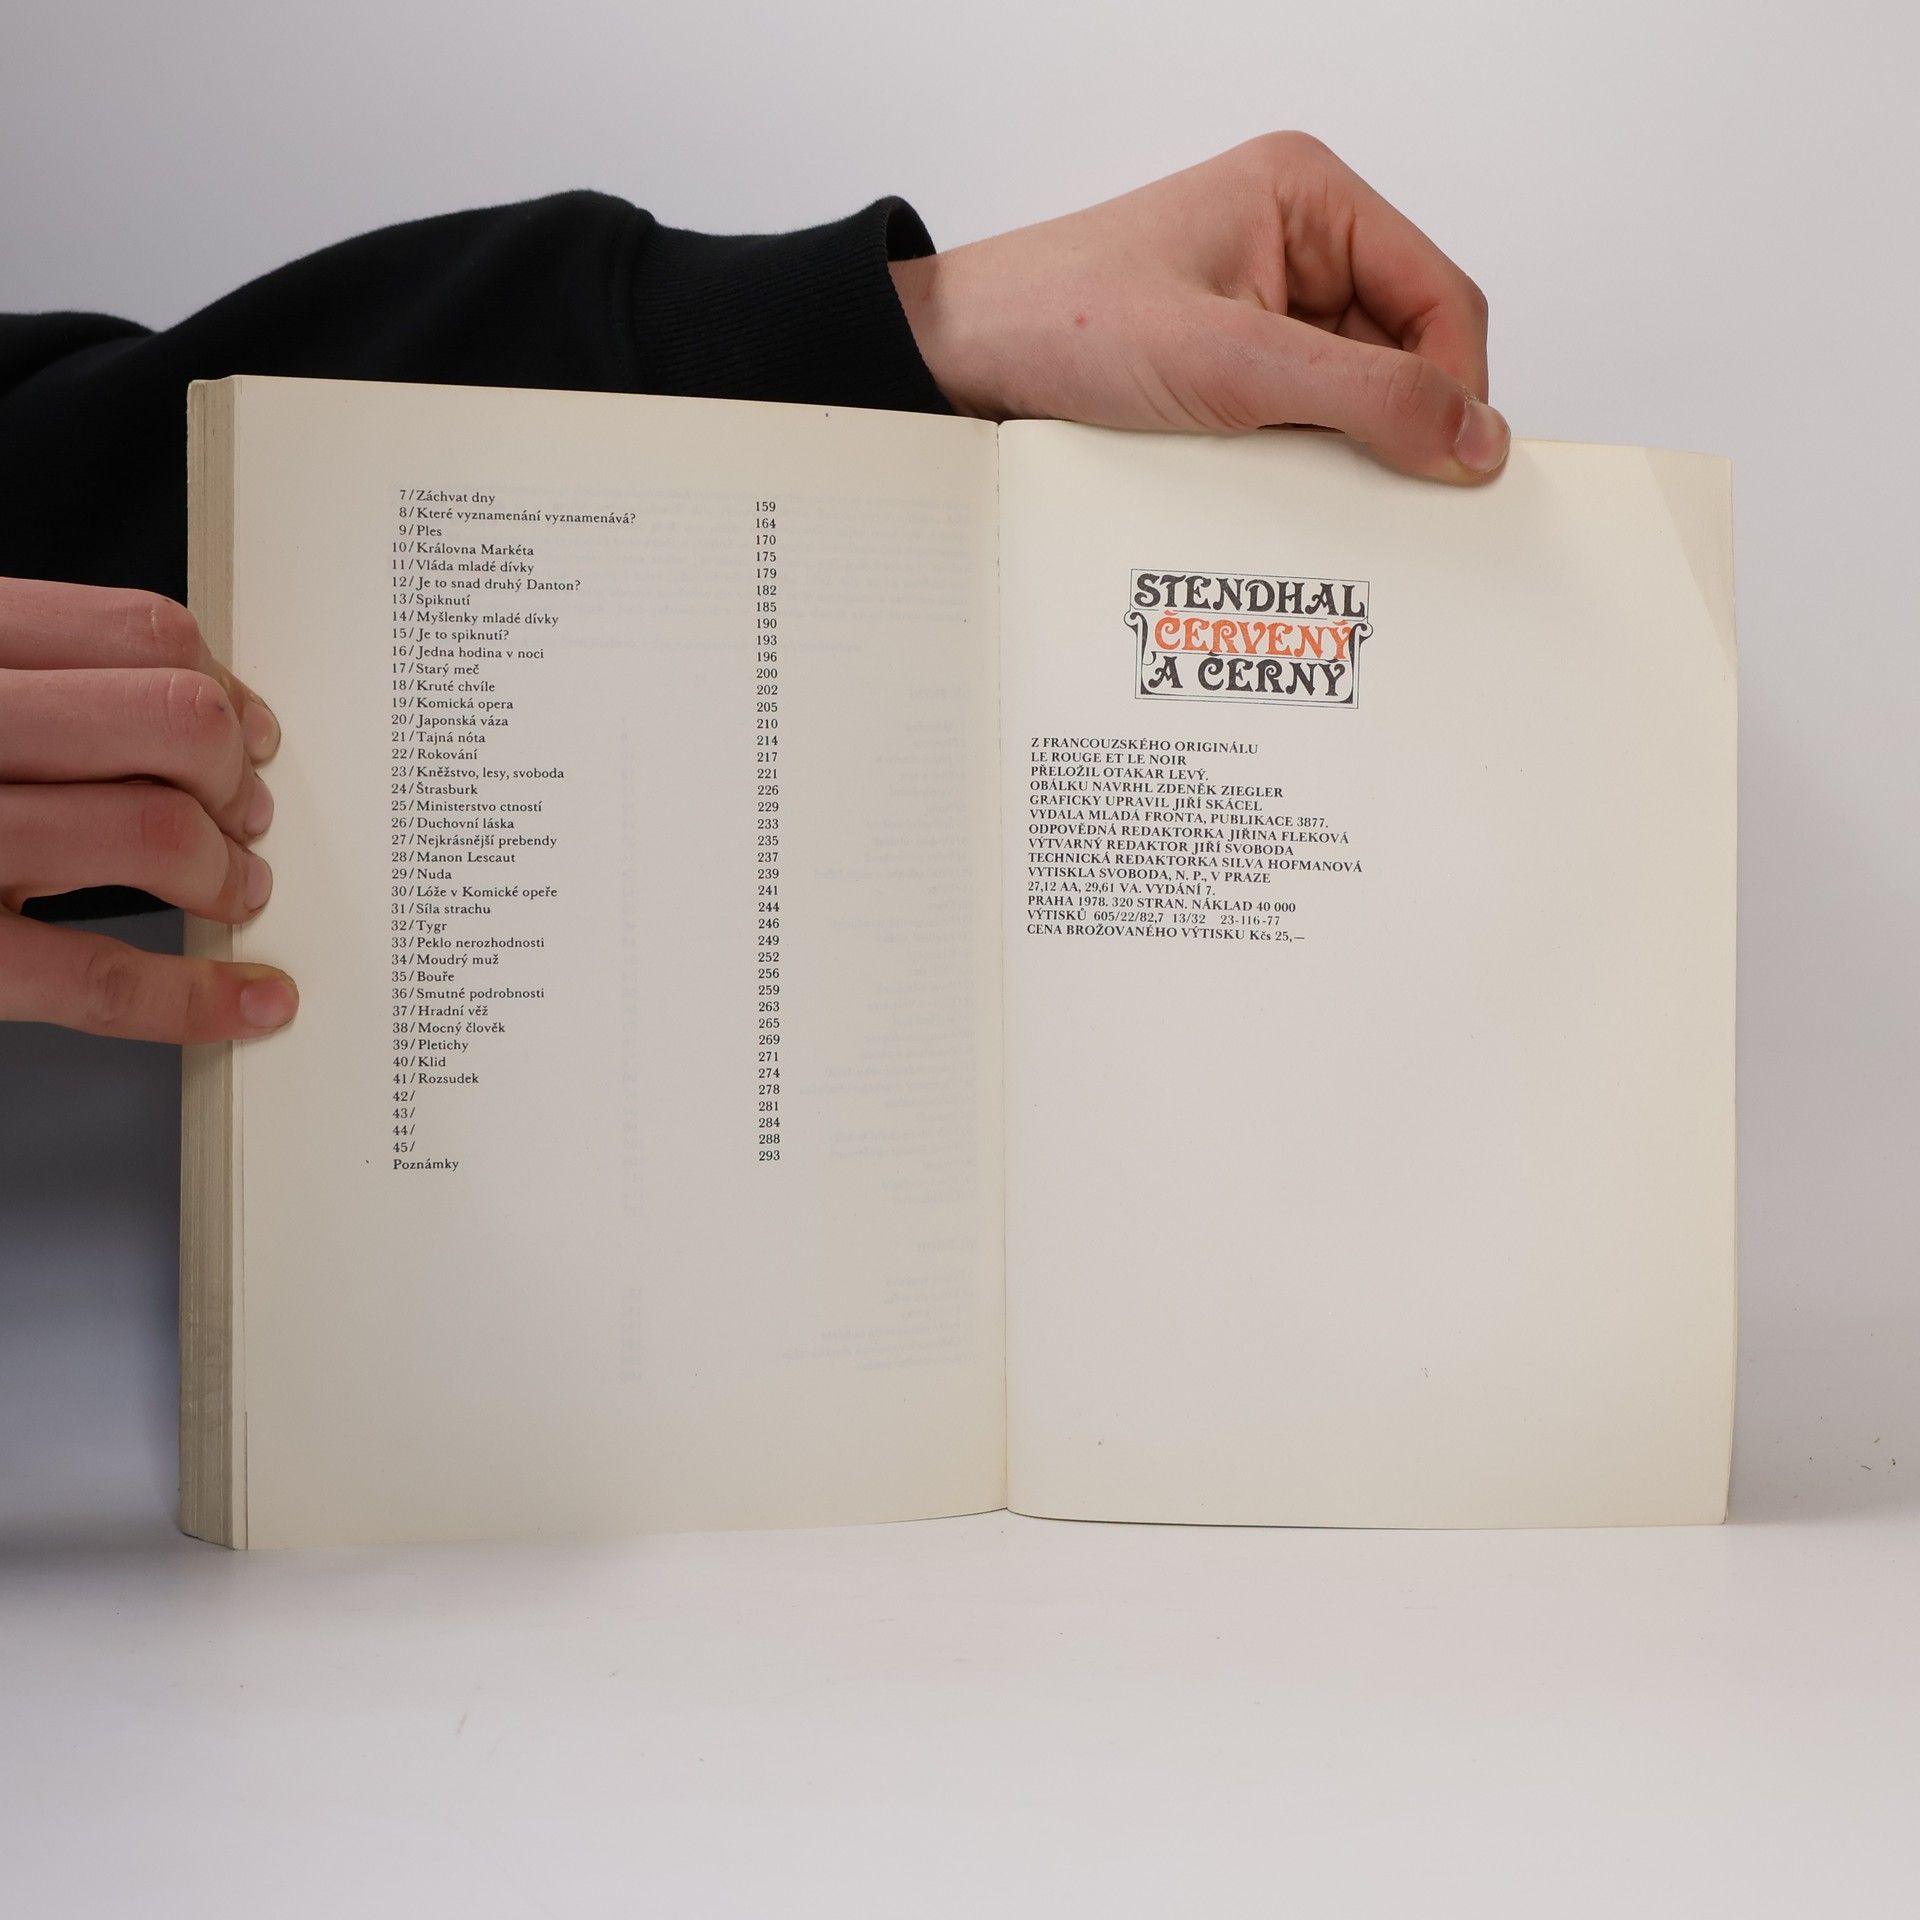 7/Záchvat dny 159
8/Které vyznamenání vyznamenává? 164
9/Ples 170
10/Královna Markéta 175
11/Vláda mladé dívky 179
12/Je to snad druhý Danton? 182
13/Spiknutí 185
14/Myšlenky mladé dívky 190
15/Je to spiknutí? 193
16/Jedna hodina v noci 196
17/Starý meč 200
18/Kruté chvíle 202
19/Komická opera 205
20/Japonská váza 210
21/Tajná nóta 214
22/Rokování 217
23/Kněžstvo, lesy, svoboda 221
24/Štrasburk 226
25/Ministerstvo ctností 229
26/Duchovní láska 233
27/Nejkrásnější prebendy 235
28/Manon Lescaut 237
29/Nuda 239
30/Lóže v Komické opeře 241
31/Síla strachu 244
32/Tygr 246
33/Peklo nerozhodnosti 249
34/Moudrý muž 252
35/Bouře 256
36/Smutné podrobnosti 259
37/Hradní věž 263
38/Mocný člověk 265
39/Pletichy 269
40/Klid 271
41/Rozsudek 274
42/ 278
43/ 281
44/ 284
45/ 288
Poznámky 293
STENDHAL
ČERVENÝ
A ČERNÝ
Z FRANCOUZSKÉHO ORIGINÁLU
LE ROUGE ET LE NOIR
PŘELOŽIL OTAKAR LEVÝ.
OBÁLKU NAVRHL ZDENĚK ZIEGLER
GRAFICKY UPRAVIL JIŘÍ SKÁCEL
VYDALA MLADÁ FRONTA, PUBLIKACE 3877.
ODPOVĚDNÁ REDAKTORKA JIŘINA FLEKOVÁ
VÝTVARNÝ REDAKTOR JIŘÍ SVOBODA
TECHNICKÁ REDAKTORKA SILVA HOFMANOVÁ
VYTISKLA SVOBODA, N. P., V PRAZE
27,12 AA, 29,61 VA. VYDÁNÍ 7.
PRAHA 1978. 320 STRAN. NÁKLAD 40 000
VÝTISKŮ 605/22/82,7 13/32 23-116-77
CENA BROŽOVANÉHO VÝTISKU Kčs 25,—